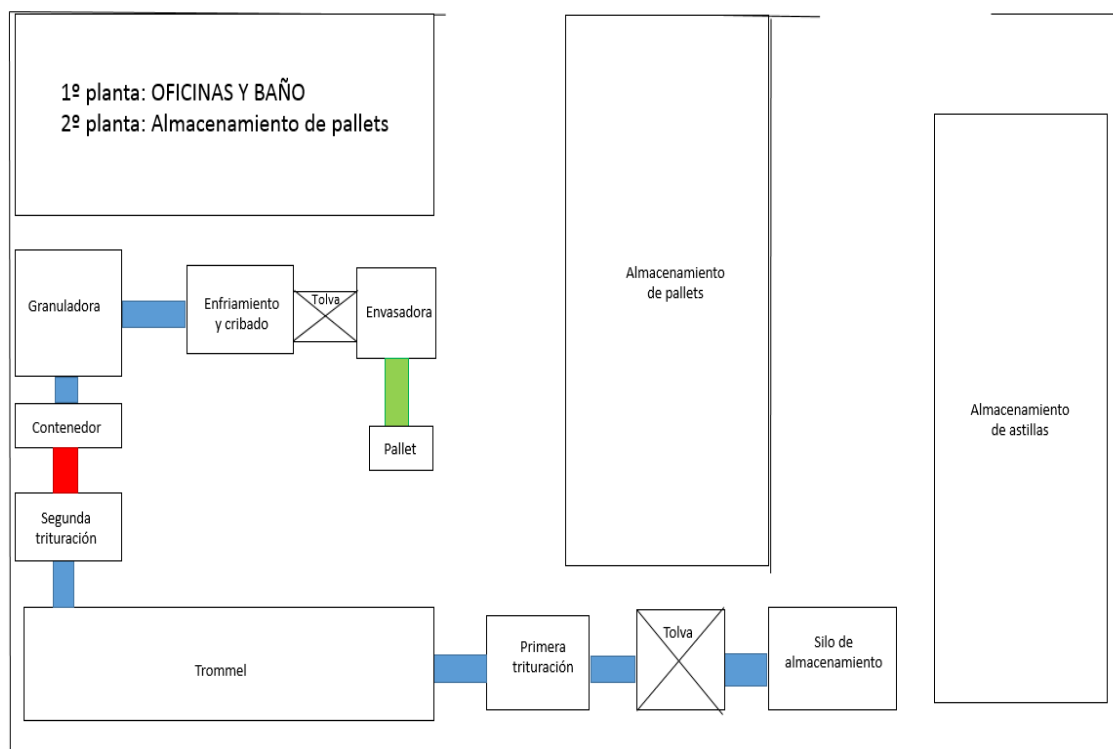 1º planta: OFICINAS Y BAÑO
2º planta: Almacenamiento de pallets
Granuladora
Enfriamiento
y cribado
Tolva
Envasadora
Almacenamiento
de pallets
Almacenamiento
de astillas
Contenedor
Pallet
Segunda
trituración
Trommel
Primera
trituración
Tolva
Silo de
almacenamiento